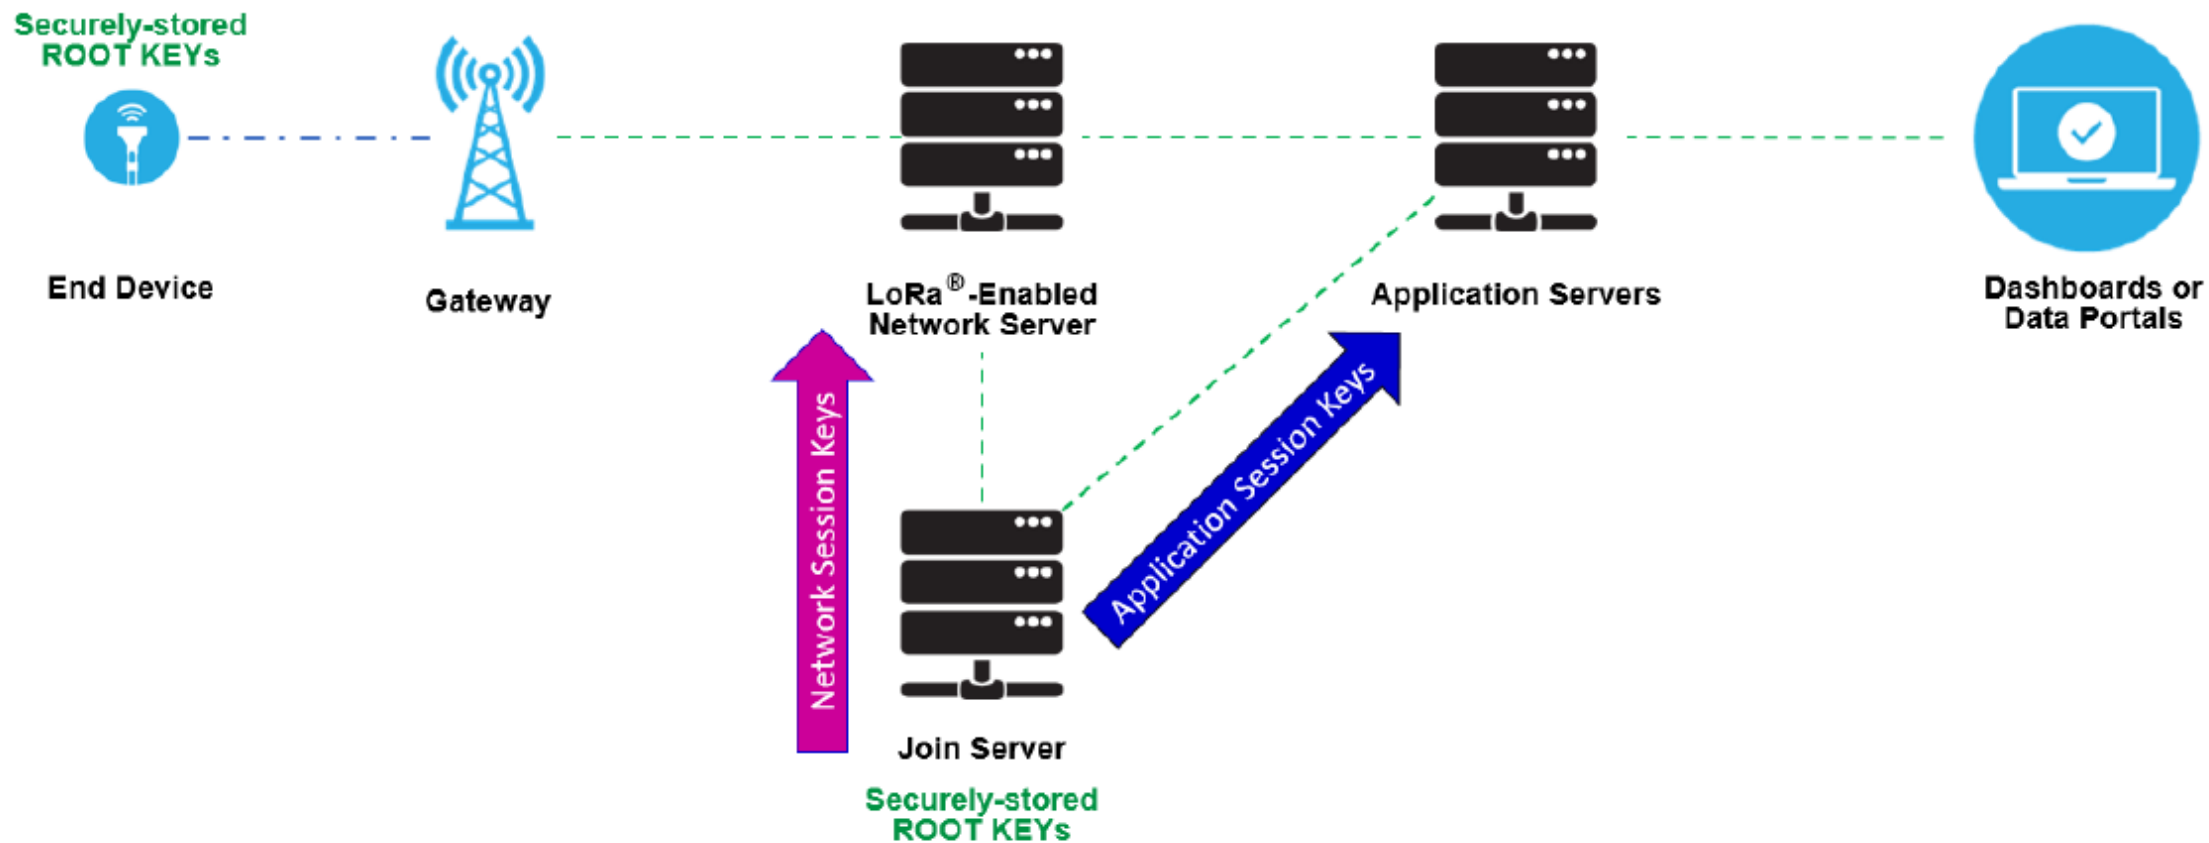 Securely-stored
ROOT KEYs
End Device
Gateway
LoRa®-Enabled
Network Server
Application Servers
Dashboards or
Data Portals
Network Session Keys
Application Session Keys
Join Server
Securely-stored
ROOT KEYs